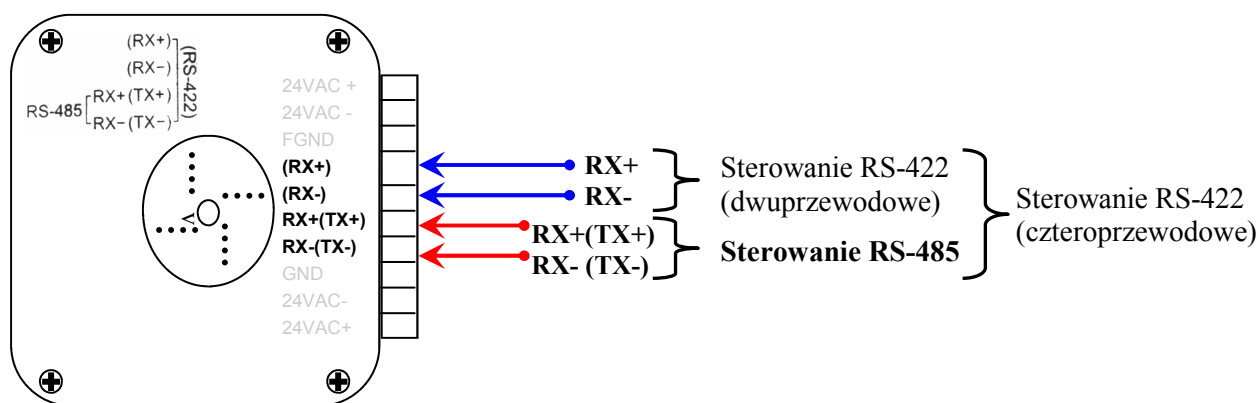 (RX+)
(RX−)
(RS-422)
RS-485
RX+(TX+)
RX−(TX−)
24VAC +
24VAC -
FGND
(RX+)
(RX-)
RX+(TX+)
RX-(TX-)
GND
24VAC-
24VAC+
V
RX+
RX-
RX+(TX+)
RX- (TX-)
Sterowanie RS-422
(dwuprzewodowe)
Sterowanie RS-485
Sterowanie RS-422
(czteroprzewodowe)